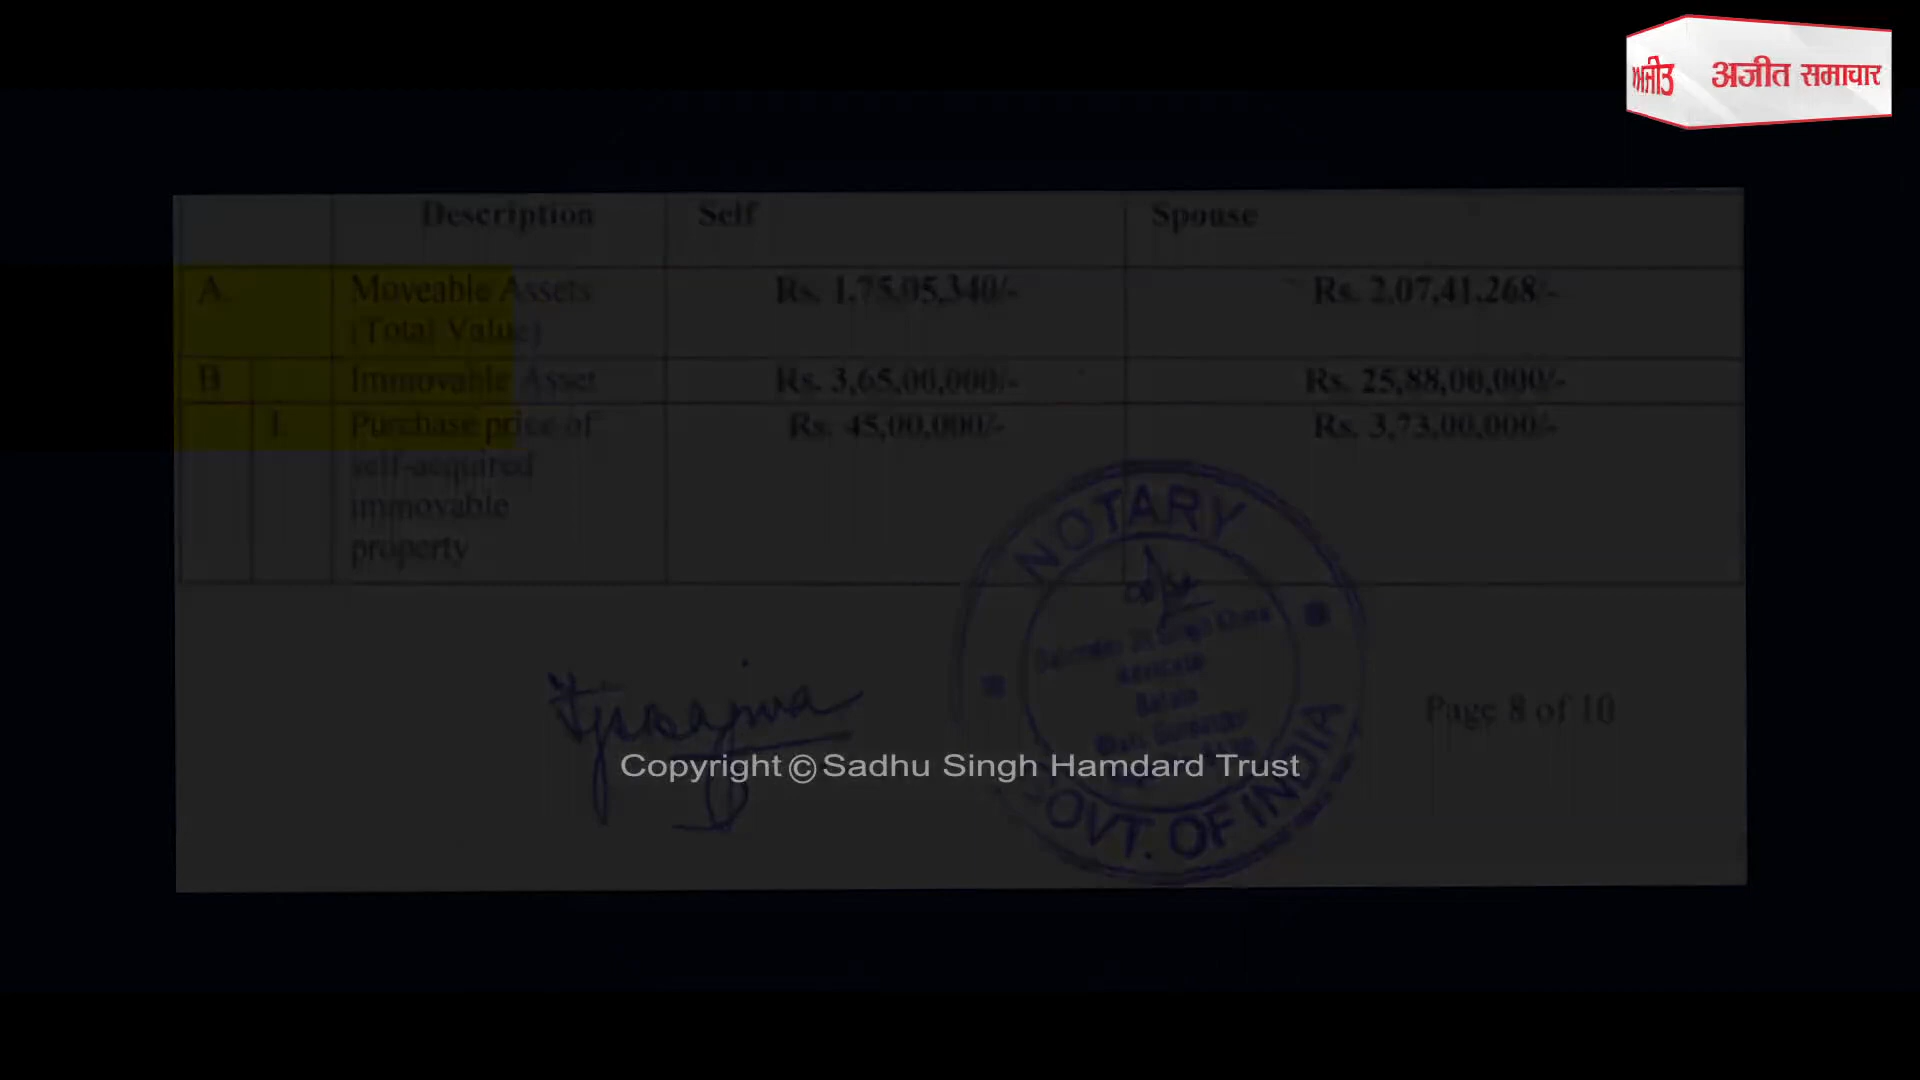 ਅਜੀਤ
अजीत समाचार
Description Self Spouse
A. Moveable Assets Rs. 1,75,05,340/- Rs. 2,07,41,268/-
(Total Value)
B Immovable Asset Rs. 3,65,00,000/- Rs. 25,88,00,000/-
I. Purchase price of Rs. 45,00,000/- Rs. 3,73,00,000/-
self-acquired
immovable
property
NOTARY
Advocate
Batala
GOVT. OF INDIA
Page 8 of 10
Copyright ©Sadhu Singh Hamdard Trust